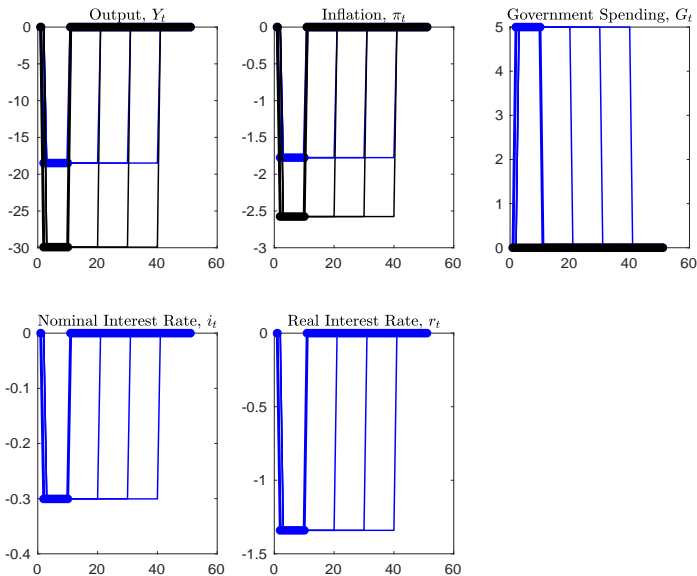 Output, Y_t
0
-5
-10
-15
-20
-25
-30
0 20 40 60
Inflation, π_t
0
-0.5
-1
-1.5
-2
-2.5
-3
0 20 40 60
Government Spending, G_t
5
4
3
2
1
0
0 10 20 30 40 50 60
Nominal Interest Rate, i_t
0
-0.1
-0.2
-0.3
-0.4
0 20 40 60
Real Interest Rate, r_t
0
-0.5
-1
-1.5
0 20 40 60